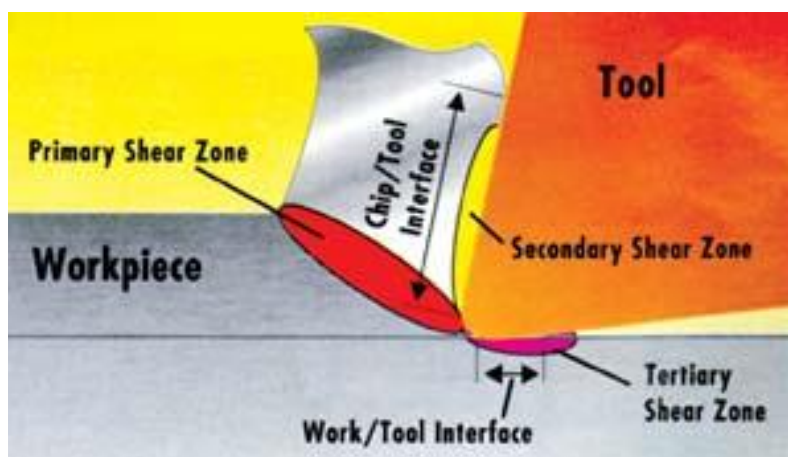 Tool
Primary Shear Zone
Chip/Tool
Interface
Workpiece
Secondary Shear Zone
Tertiary
Shear Zone
Work/Tool Interface